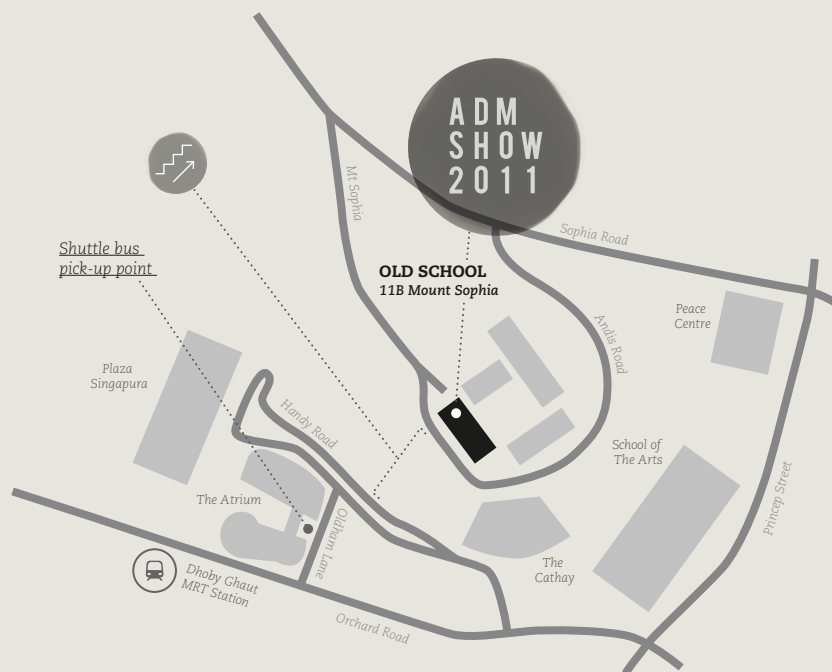 ADM
SHOW
2011
Mt Sophia
Sophia Road
Shuttle bus
pick-up point
OLD SCHOOL
11B Mount Sophia
Peace
Centre
Andis Road
Plaza
Singapura
Handy Road
School of
The Arts
The Atrium
Oldham Lane
Princep Street
Dhoby Ghaut
MRT Station
The
Cathay
Orchard Road